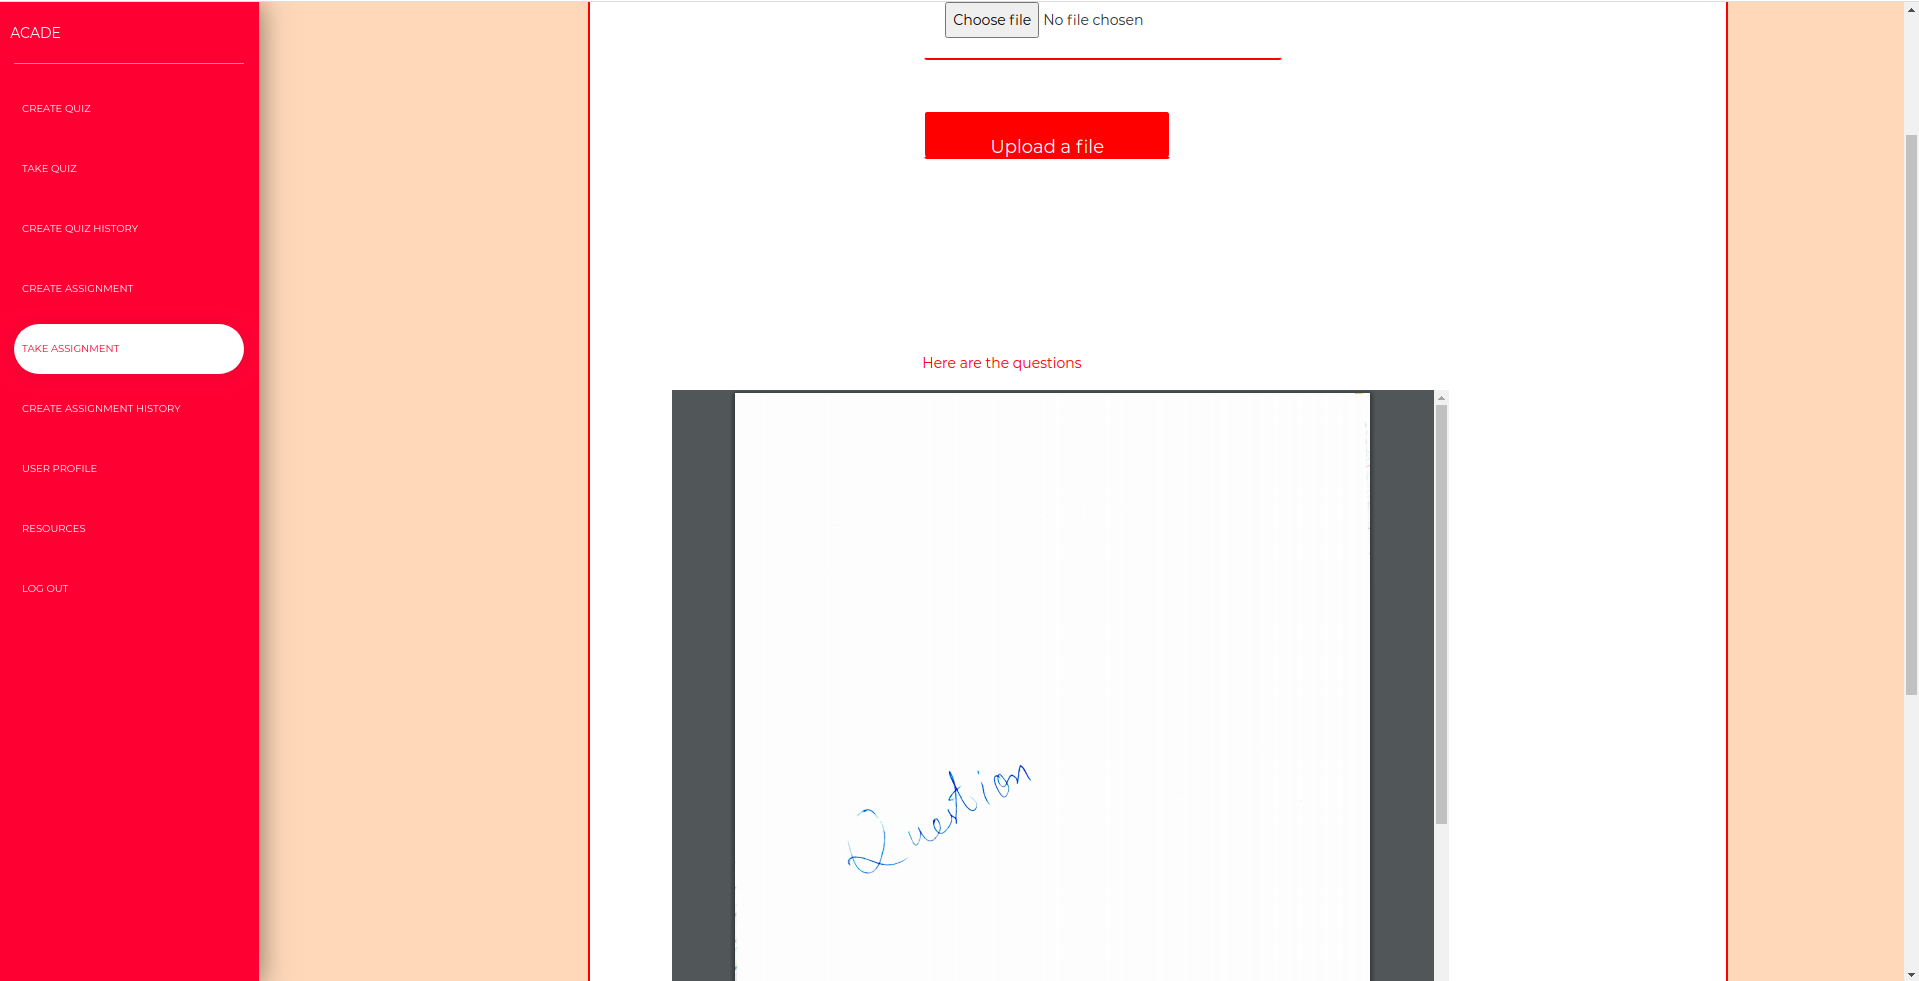 ACADE
CREATE QUIZ
TAKE QUIZ
CREATE QUIZ HISTORY
CREATE ASSIGNMENT
TAKE ASSIGNMENT
CREATE ASSIGNMENT HISTORY
USER PROFILE
RESOURCES
LOG OUT
Choose file No file chosen
Upload a file
Here are the questions
Question